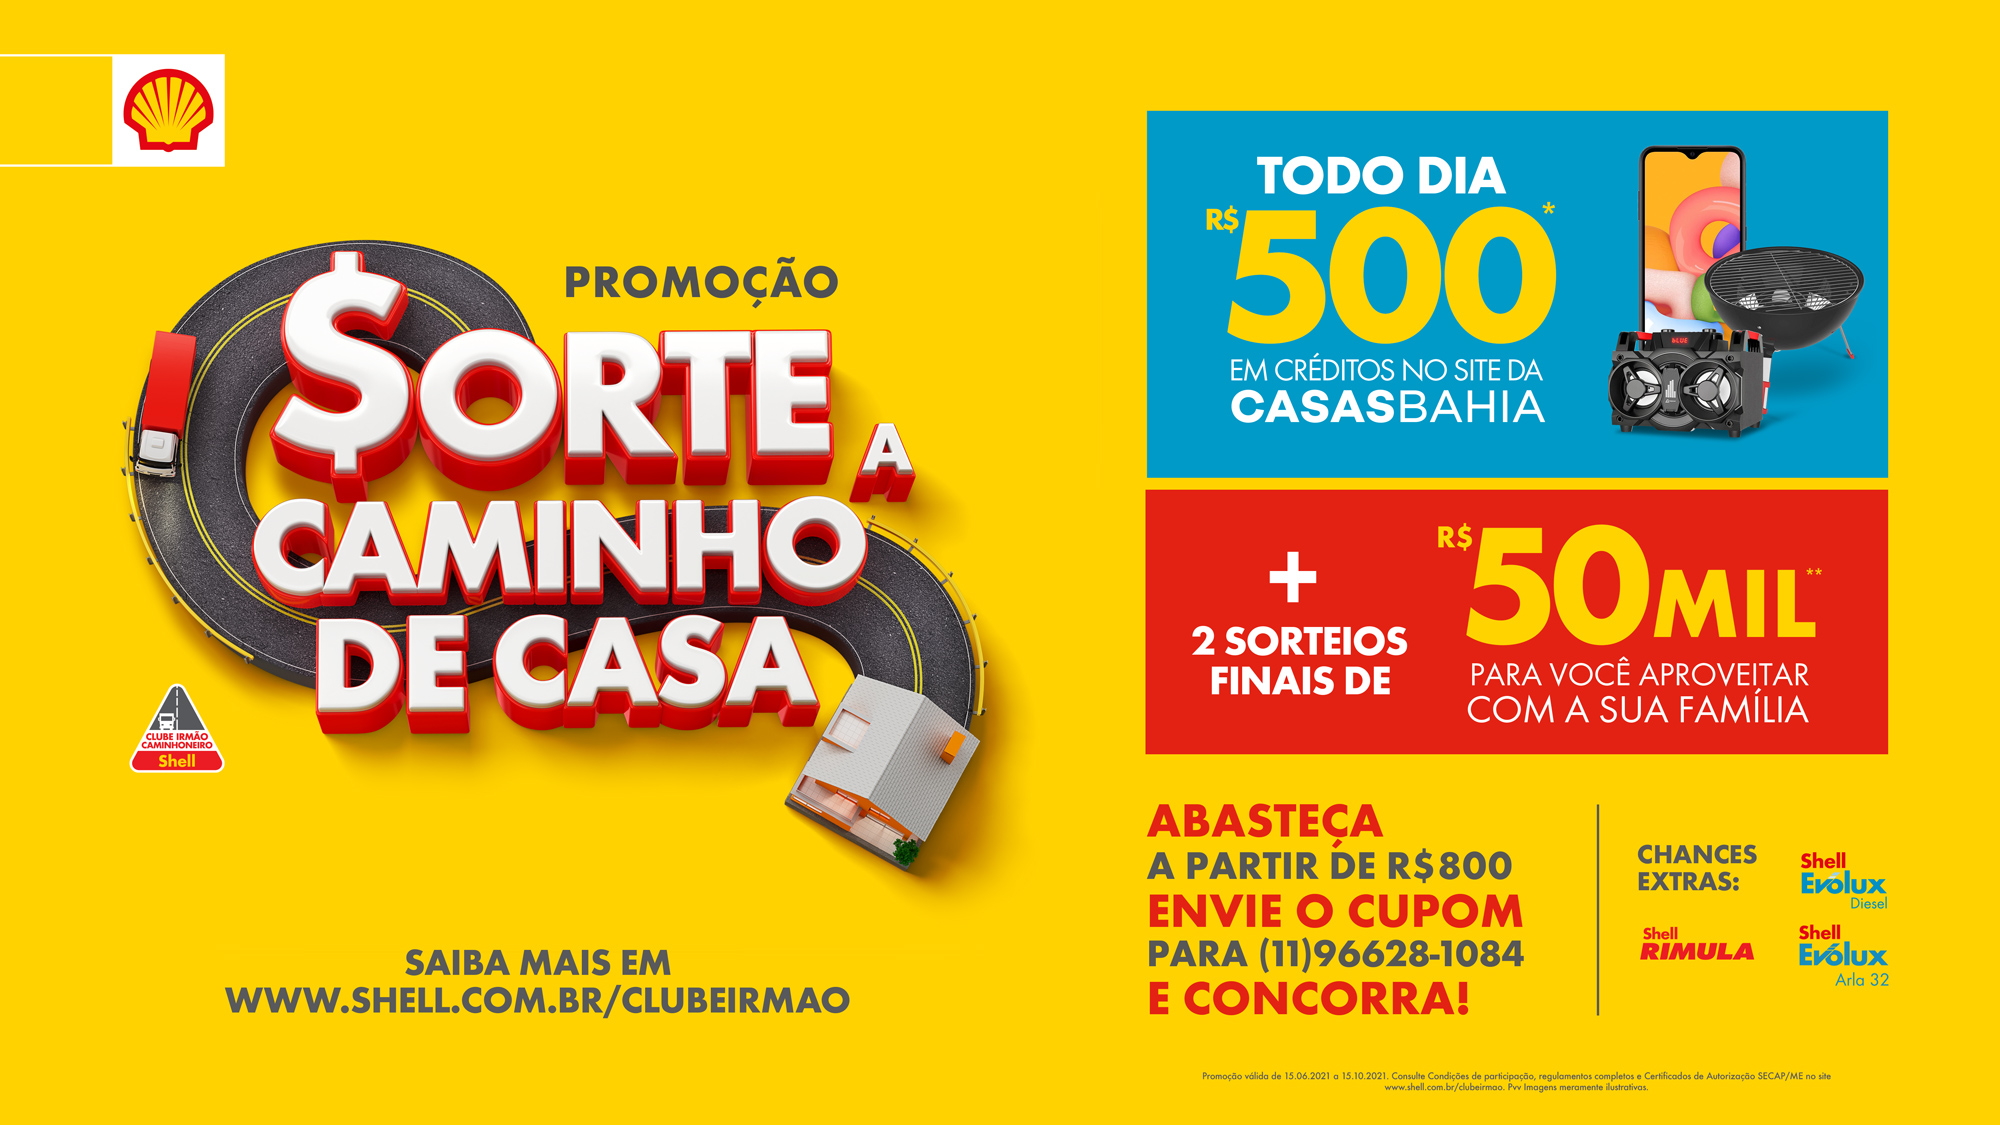 PROMOÇÃO
$ORTE A
CAMINHO
DE CASA
CLUBE IRMÃO
CAMINHONEIRO
Shell
SAIBA MAIS EM
WWW.SHELL.COM.BR/CLUBEIRMAO
TODO DIA
R$500*
EM CRÉDITOS NO SITE DA
CASASBAHIA
BLUE
+
2 SORTEIOS
FINAIS DE
R$50MIL**
PARA VOCÊ APROVEITAR
COM A SUA FAMÍLIA
ABASTEÇA
A PARTIR DE R$800
ENVIE O CUPOM
PARA (11)96628-1084
E CONCORRA!
CHANCES
EXTRAS:
Shell
Evolux
Diesel
Shell
RIMULA
Shell
Evolux
Arla 32
Promoção válida de 15.06.2021 a 15.10.2021. Consulte Condições de participação, regulamentos completos e Certificados de Autorização SECAP/ME no site
www.shell.com.br/clubeirmao. Pvv Imagens meramente ilustrativas.